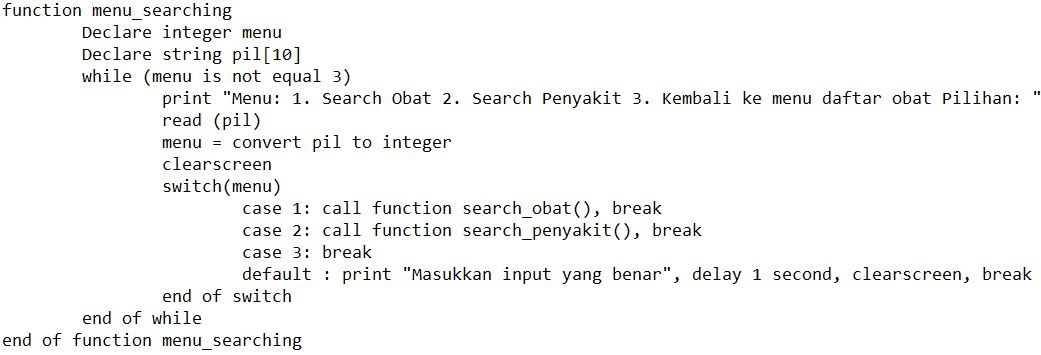 function menu_searching
Declare integer menu
Declare string pil[10]
while (menu is not equal 3)
print "Menu: 1. Search Obat 2. Search Penyakit 3. Kembali ke menu daftar obat Pilihan: "
read (pil)
menu = convert pil to integer
clearscreen
switch(menu)
case 1: call function search_obat(), break
case 2: call function search_penyakit(), break
case 3: break
default : print "Masukkan input yang benar", delay 1 second, clearscreen, break
end of switch
end of while
end of function menu_searching